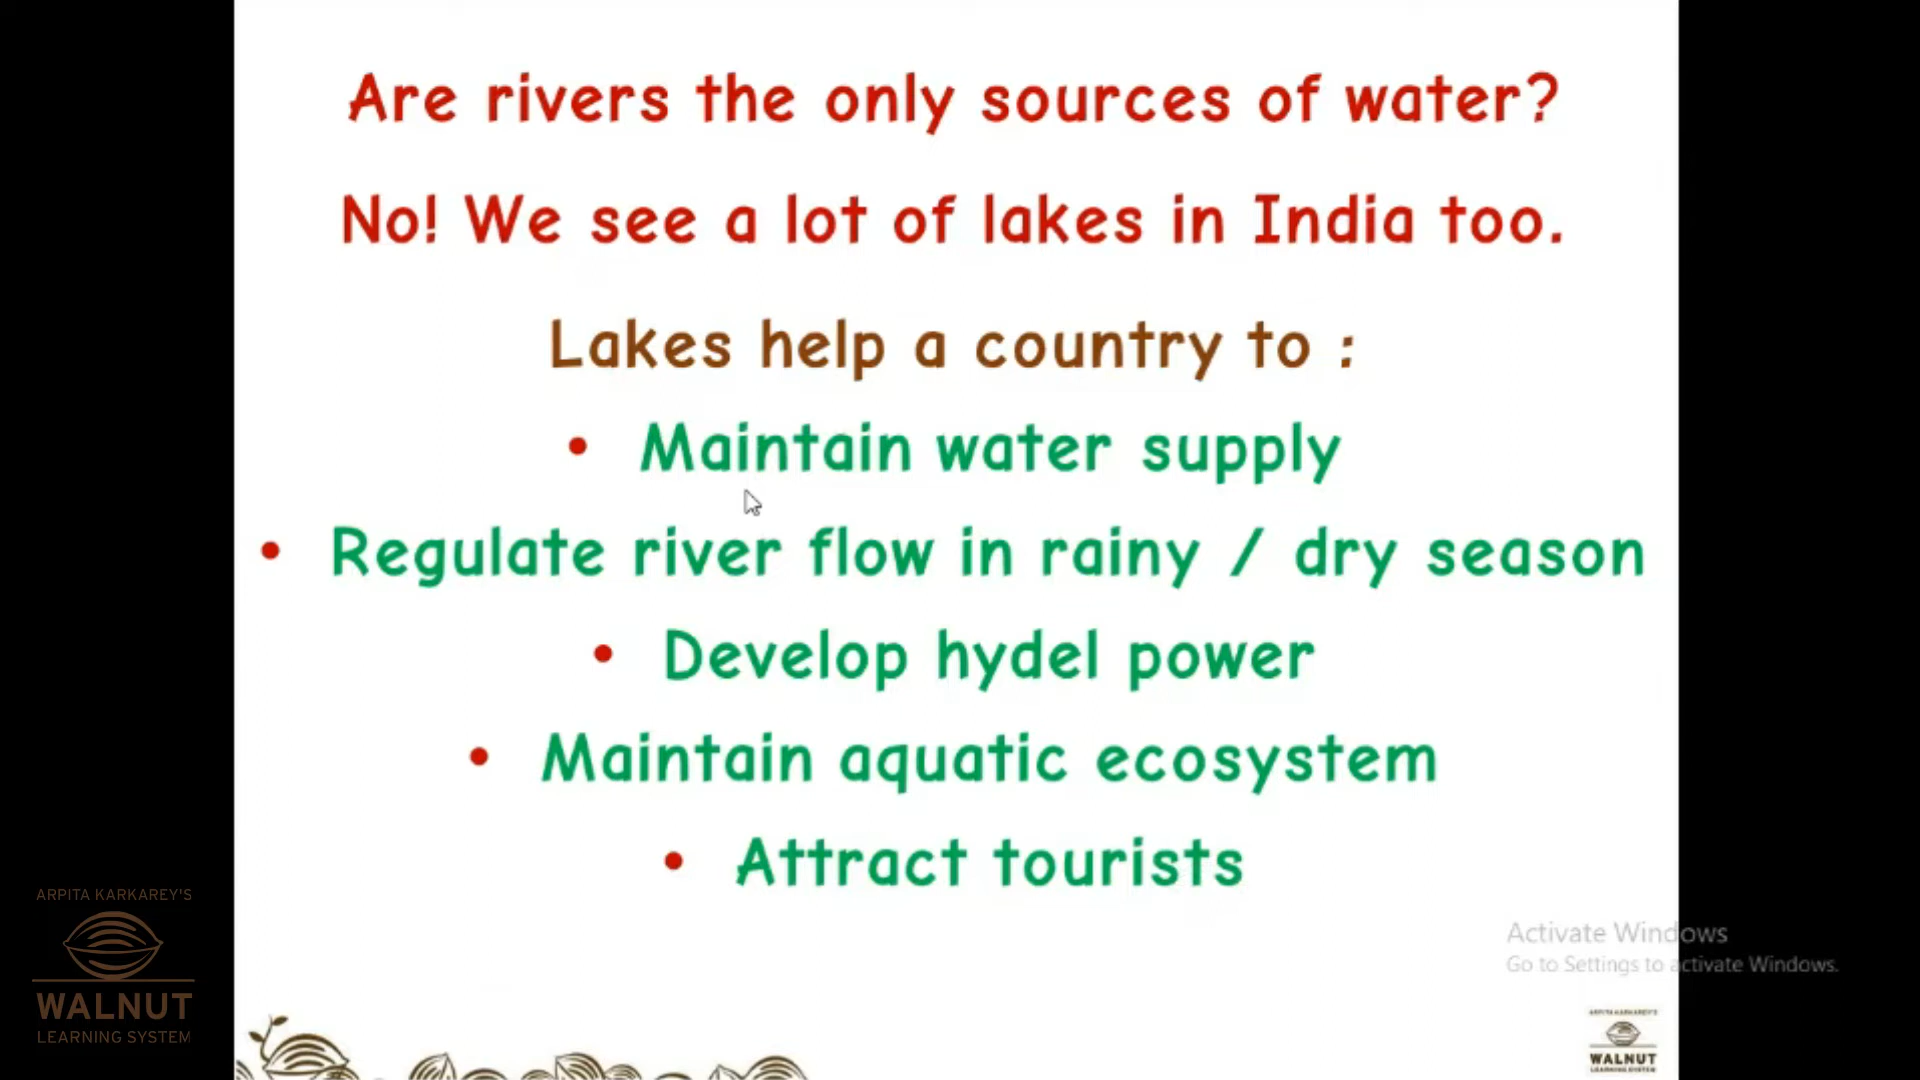 Are rivers the only sources of water?
No! We see a lot of lakes in India too.
Lakes help a country to :
• Maintain water supply
• Regulate river flow in rainy / dry season
• Develop hydel power
• Maintain aquatic ecosystem
• Attract tourists
ARPITA KARKAREY'S
WALNUT
LEARNING SYSTEM
Activate Windows
Go to Settings to activate Windows.
ARPITA KARKAREY'S
WALNUT
LEARNING SYSTEM